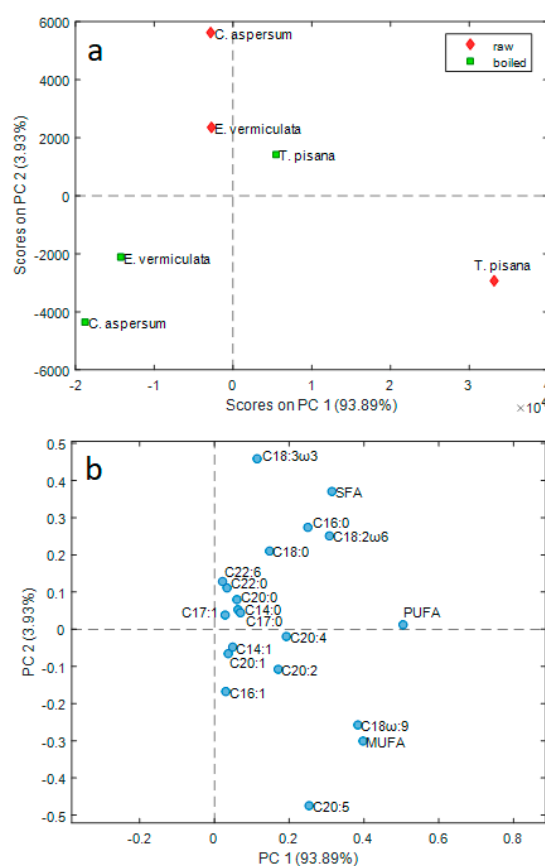 a
6000
4000
2000
0
-2000
-4000
-6000
Scores on PC 2 (3.93%)
C. aspersum
E. vermiculata
T. pisana
E. vermiculata
C. aspersum
T. pisana
raw
boiled
-2
-1
0
1
2
3
4
Scores on PC 1 (93.89%)
×10⁴
b
0.5
0.4
0.3
0.2
0.1
0
-0.1
-0.2
-0.3
-0.4
-0.5
PC 2 (3.93%)
C18:3ω3
SFA
C16:0
C18:2ω6
C18:0
C22:6
C22:0
C20:0
C17:1
C14:0
C17:0
PUFA
C20:4
C14:1
C20:1
C20:2
C16:1
C18ω:9
MUFA
C20:5
0
0.2
0.4
0.6
0.8
PC 1 (93.89%)